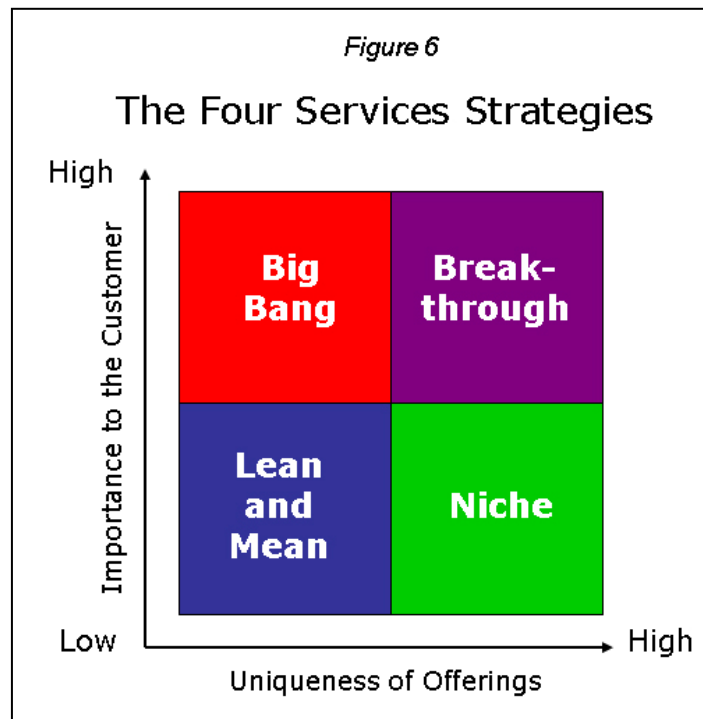 Figure 6
The Four Services Strategies
High
Importance to the Customer
Big
Bang
Break-
through
Lean
and
Mean
Niche
Low
High
Uniqueness of Offerings